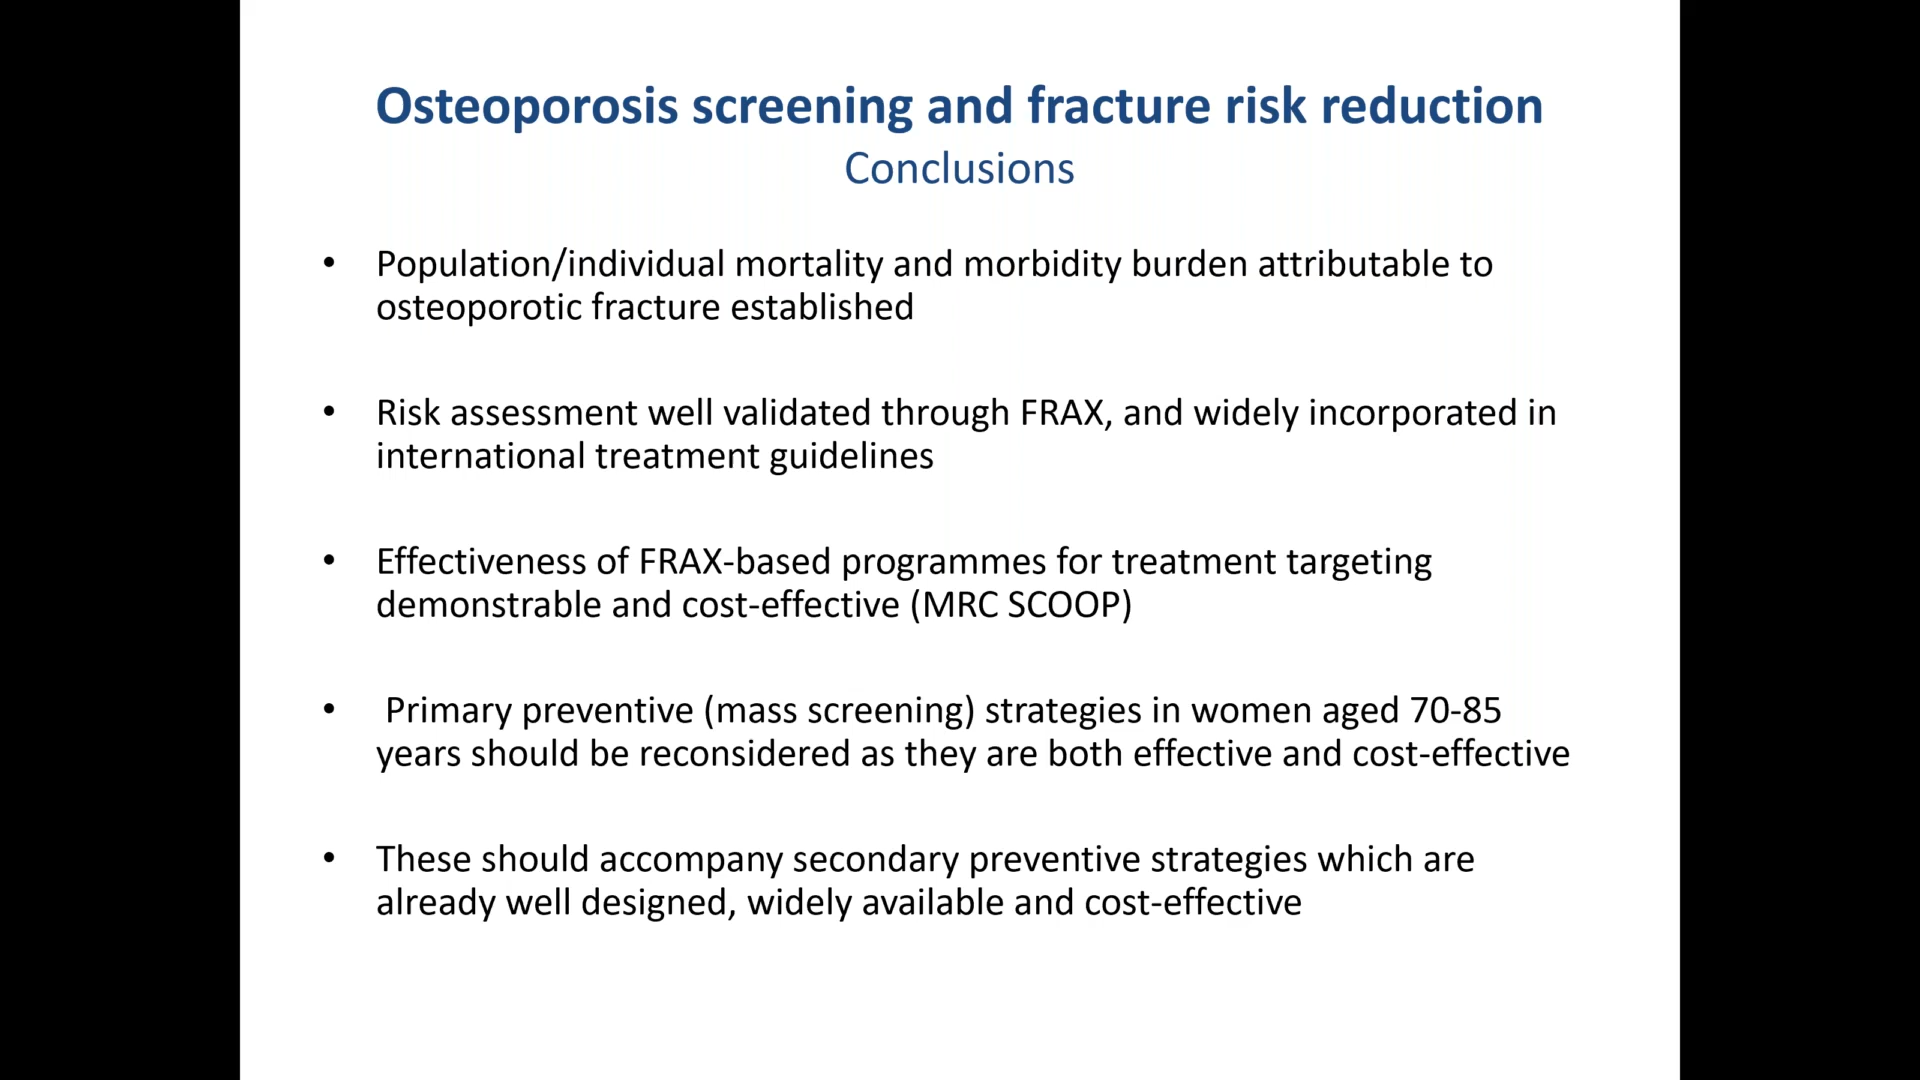 Osteoporosis screening and fracture risk reduction
Conclusions
• Population/individual mortality and morbidity burden attributable to
osteoporotic fracture established
• Risk assessment well validated through FRAX, and widely incorporated in
international treatment guidelines
• Effectiveness of FRAX-based programmes for treatment targeting
demonstrable and cost-effective (MRC SCOOP)
• Primary preventive (mass screening) strategies in women aged 70-85
years should be reconsidered as they are both effective and cost-effective
• These should accompany secondary preventive strategies which are
already well designed, widely available and cost-effective